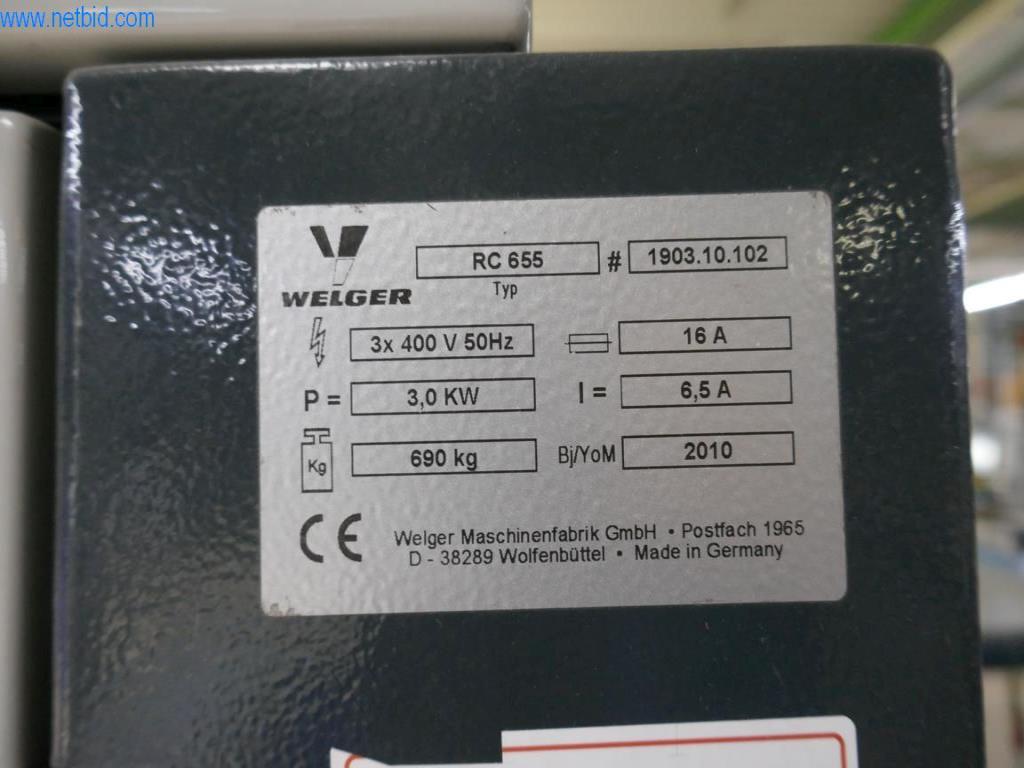 www.netbid.com
WELGER
RC 655 # 1903.10.102
Typ
3x 400 V 50Hz 16 A
P = 3,0 KW I = 6,5 A
Kg 690 kg Bj/YoM 2010
CE Welger Maschinenfabrik GmbH • Postfach 1965
D - 38289 Wolfenbüttel • Made in Germany